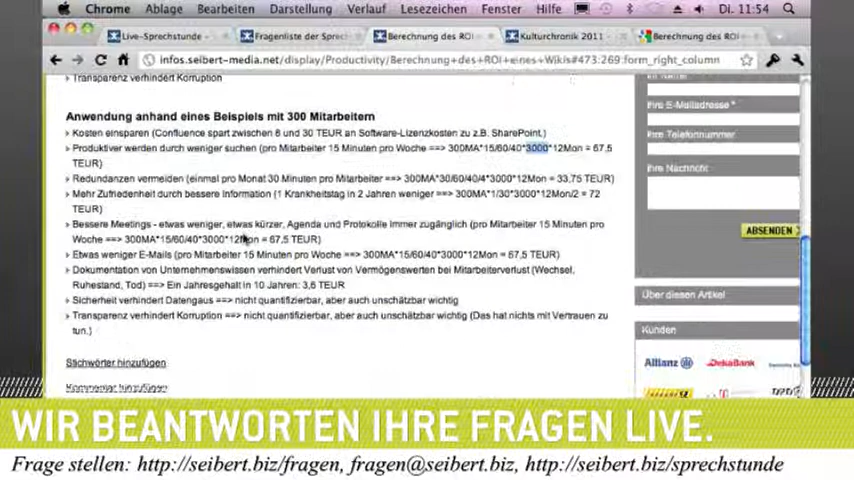 Chrome Ablage Bearbeiten Darstellung Verlauf Lesezeichen Fenster Hilfe Di. 11:54
Live-Sprechstunde - Fragenliste der Sprec Berechnung des ROI Kulturchronik 2011 Berechnung des ROI
infos.seibert-media.net/display/Productivity/Berechnung+des+ROI+eines+Wikis#473:269:form_right_column
Transparenz verhindert Korruption
Anwendung anhand eines Beispiels mit 300 Mitarbeitern
Kosten einsparen (Confluence spart zwischen 6 und 30 TEUR an Software-Lizenzkosten zu z.B. SharePoint.)
Produktiver werden durch weniger suchen (pro Mitarbeiter 15 Minuten pro Woche ==> 300MA*15/60/40*3000*12Mon = 67.5
TEUR)
Redundanzen vermeiden (einmal pro Monat 30 Minuten pro Mitarbeiter ==> 300MA*30/60/40/4*3000*12Mon = 33,75 TEUR)
Mehr Zufriedenheit durch bessere Information (1 Krankheitstag in 2 Jahren weniger ==> 300MA*1/30*3000*12Mon/2 = 72
TEUR)
Bessere Meetings - etwas weniger, etwas kürzer, Agenda und Protokolle immer zugänglich (pro Mitarbeiter 15 Minuten pro
Woche ==> 300MA*15/60/40*3000*12Mon = 67,5 TEUR)
Etwas weniger E-Mails (pro Mitarbeiter 15 Minuten pro Woche ==> 300MA*15/60/40*3000*12Mon = 67,5 TEUR)
Dokumentation von Unternehmenswissen verhindert Verlust von Vermögenswerten bei Mitarbeiterverlust (Wechsel,
Ruhestand, Tod) ==> Ein Jahresgehalt in 10 Jahren: 3,6 TEUR
Sicherheit verhindert Datengaus ==> nicht quantifizierbar, aber auch unschätzbar wichtig
Transparenz verhindert Korruption ==> nicht quantifizierbar, aber auch unschätzbar wichtig (Das hat nichts mit Vertrauen zu
tun.)
Stichwörter hinzufügen
Kommentar hinzufügen
Ihr Name
Ihre E-Mailadresse *
Ihre Telefonnummer
Ihre Nachricht
ABSENDEN
Über diesen Artikel
Kunden
Allianz DekaBank
WIR BEANTWORTEN IHRE FRAGEN LIVE.
Frage stellen: http://seibert.biz/fragen, fragen@seibert.biz, http://seibert.biz/sprechstunde